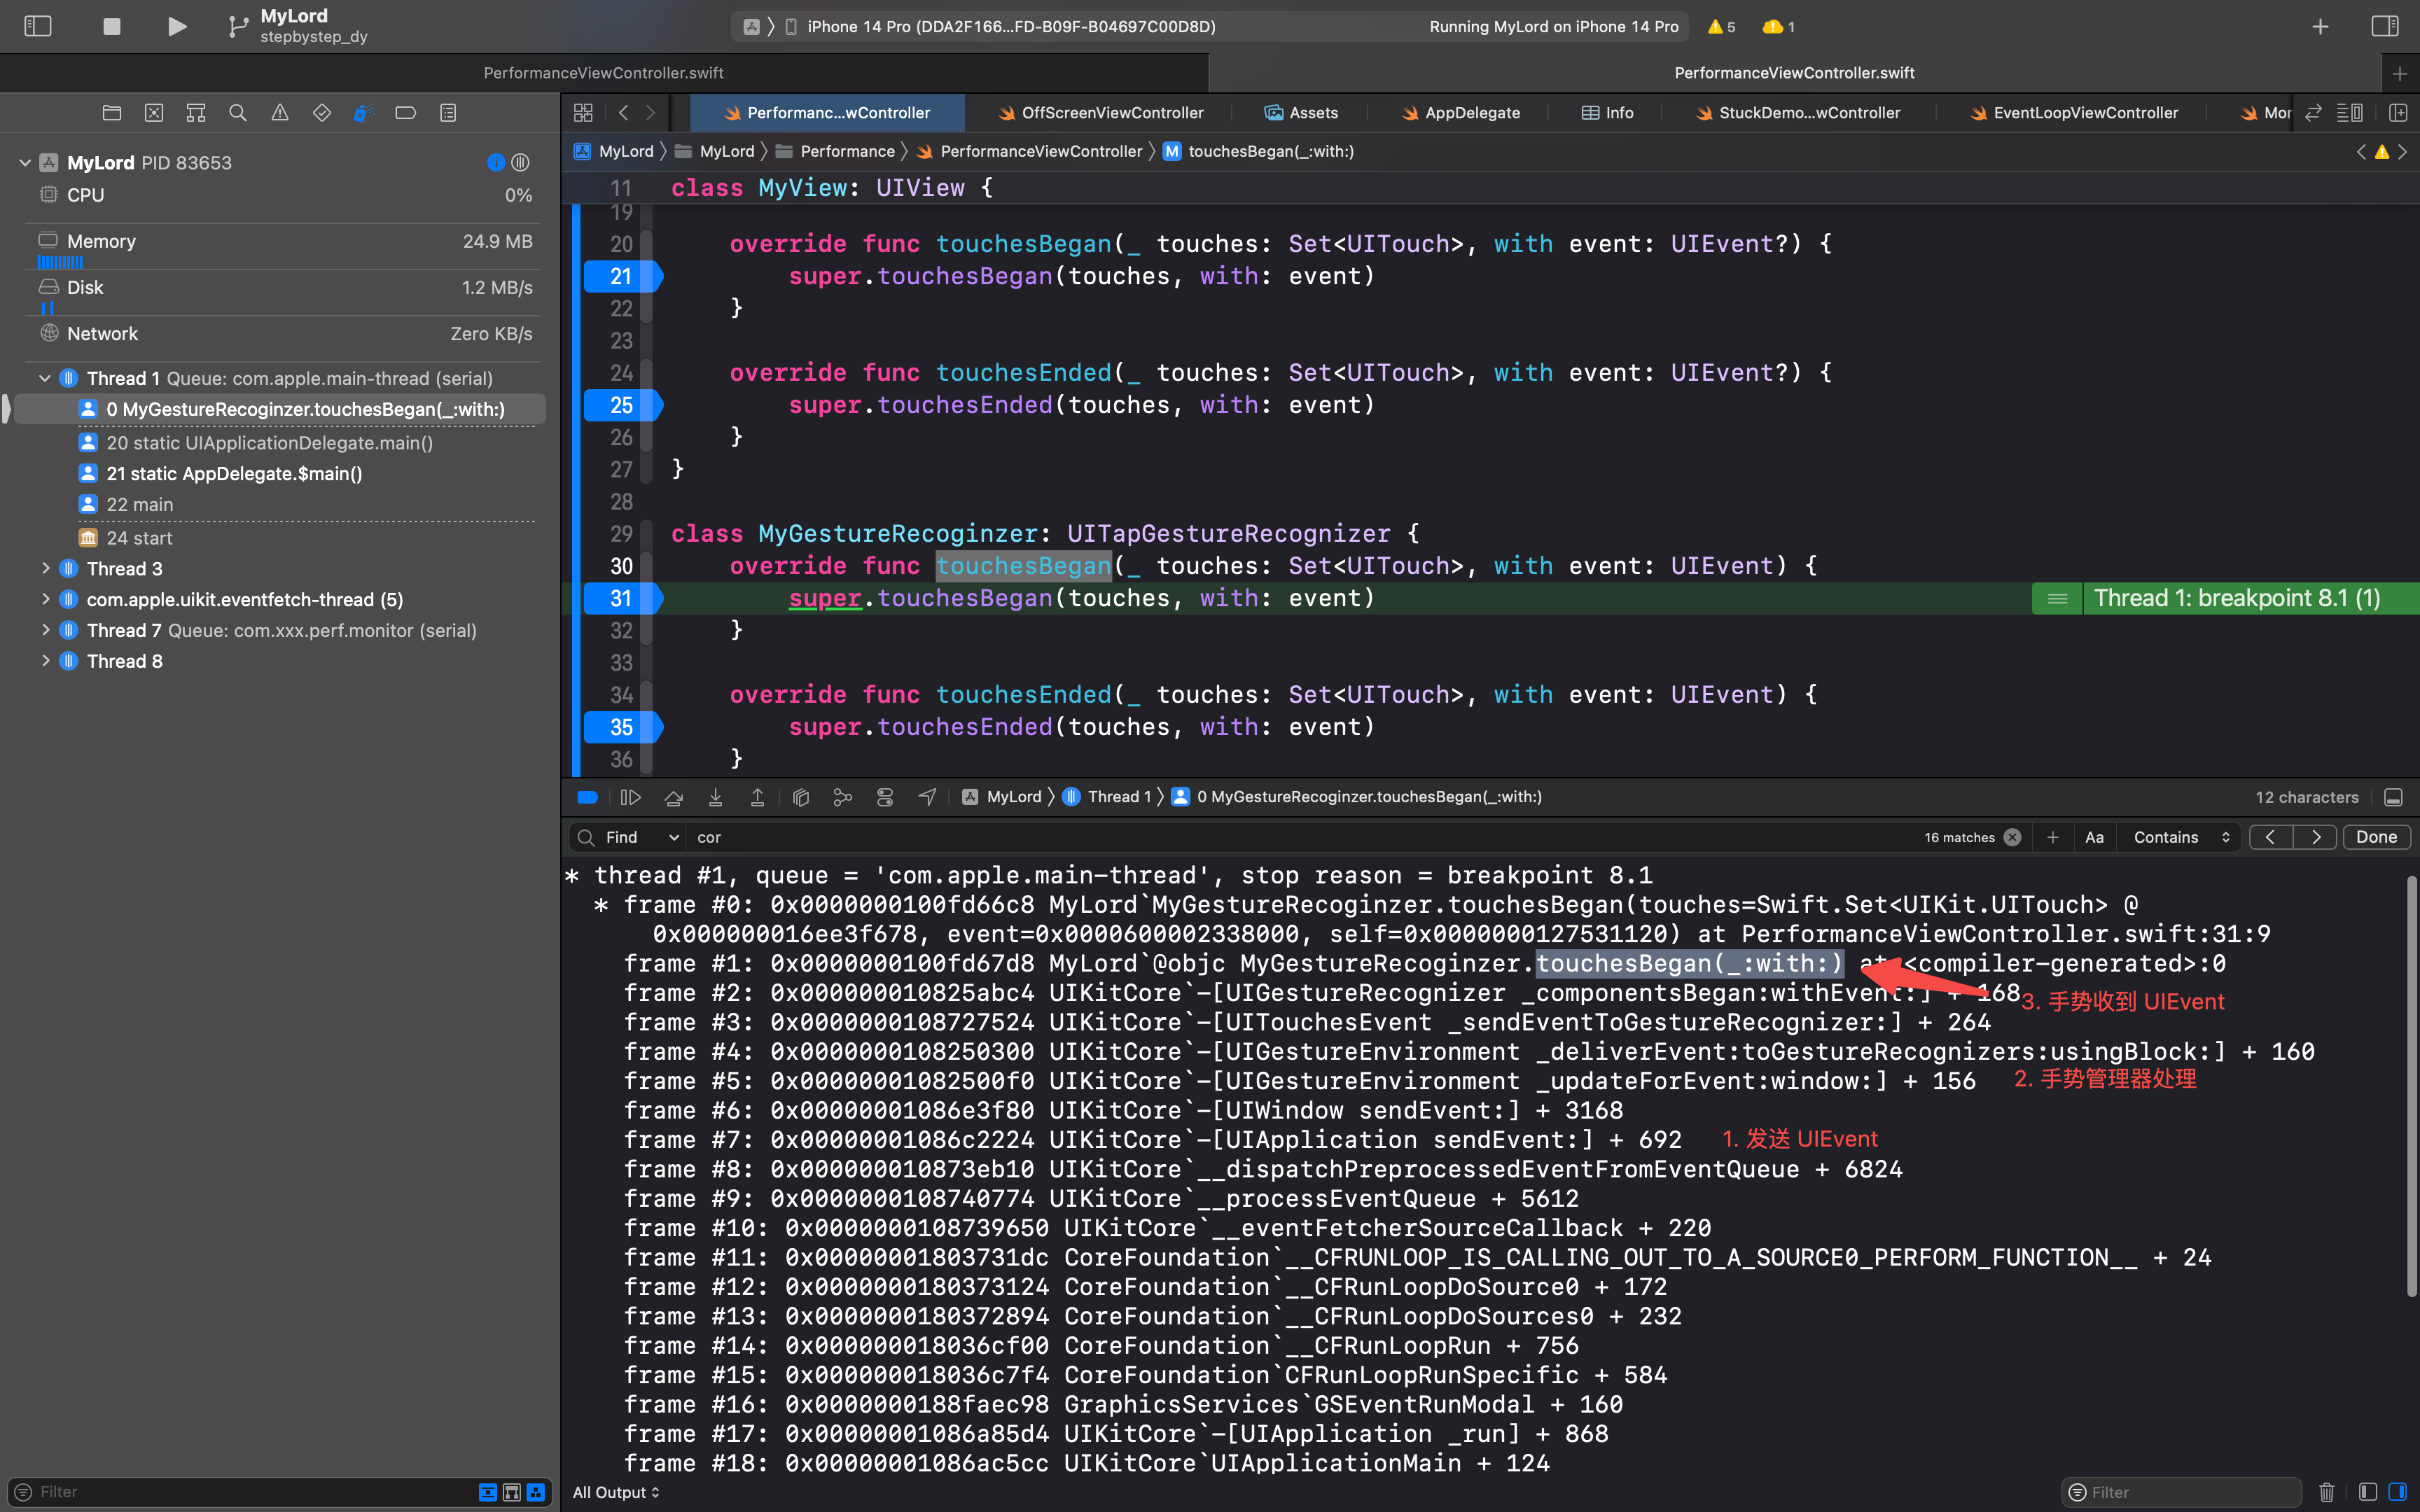 MyLord
stepbystep_dy
iPhone 14 Pro (DDA2F166...FD-B09F-B04697C00D8D)
Running MyLord on iPhone 14 Pro
5
1
PerformanceViewController.swift
PerformanceViewController.swift
Performanc...wController
OffScreenViewController
Assets
AppDelegate
Info
StuckDemo...wController
EventLoopViewController
Mor
MyLord PID 83653
CPU 0%
Memory 24.9 MB
Disk 1.2 MB/s
Network Zero KB/s
Thread 1 Queue: com.apple.main-thread (serial)
0 MyGestureRecoginzer.touchesBegan(_:with:)
20 static UIApplicationDelegate.main()
21 static AppDelegate.$main()
22 main
24 start
Thread 3
com.apple.uikit.eventfetch-thread (5)
Thread 7 Queue: com.xxx.perf.monitor (serial)
Thread 8
Filter
MyLord MyLord Performance PerformanceViewController M touchesBegan(_:with:)
11 class MyView: UIView {
19
20 override func touchesBegan(_ touches: Set<UITouch>, with event: UIEvent?) {
21 super.touchesBegan(touches, with: event)
22 }
23
24 override func touchesEnded(_ touches: Set<UITouch>, with event: UIEvent?) {
25 super.touchesEnded(touches, with: event)
26 }
27 }
28
29 class MyGestureRecoginzer: UITapGestureRecognizer {
30 override func touchesBegan(_ touches: Set<UITouch>, with event: UIEvent) {
31 super.touchesBegan(touches, with: event) Thread 1: breakpoint 8.1 (1)
32 }
33
34 override func touchesEnded(_ touches: Set<UITouch>, with event: UIEvent) {
35 super.touchesEnded(touches, with: event)
36 }
MyLord Thread 1 0 MyGestureRecoginzer.touchesBegan(_:with:)
12 characters
Find cor 16 matches Aa Contains Done
* thread #1, queue = 'com.apple.main-thread', stop reason = breakpoint 8.1
* frame #0: 0x0000000100fd66c8 MyLord`MyGestureRecoginzer.touchesBegan(touches=Swift.Set<UIKit.UITouch> @
0x000000016ee3f678, event=0x0000600002338000, self=0x0000000127531120) at PerformanceViewController.swift:31:9
frame #1: 0x0000000100fd67d8 MyLord`@objc MyGestureRecoginzer.touchesBegan(_:with:) at <compiler-generated>:0
frame #2: 0x000000010825abc4 UIKitCore`-[UIGestureRecognizer _componentsBegan:withEvent:] + 168
3. 手势收到 UIEvent
frame #3: 0x0000000108727524 UIKitCore`-[UITouchesEvent _sendEventToGestureRecognizer:] + 264
frame #4: 0x0000000108250300 UIKitCore`-[UIGestureEnvironment _deliverEvent:toGestureRecognizers:usingBlock:] + 160
frame #5: 0x00000001082500f0 UIKitCore`-[UIGestureEnvironment _updateForEvent:window:] + 156 2. 手势管理器处理
frame #6: 0x00000001086e3f80 UIKitCore`-[UIWindow sendEvent:] + 3168
frame #7: 0x00000001086c2224 UIKitCore`-[UIApplication sendEvent:] + 692 1. 发送 UIEvent
frame #8: 0x000000010873eb10 UIKitCore`__dispatchPreprocessedEventFromEventQueue + 6824
frame #9: 0x0000000108740774 UIKitCore`__processEventQueue + 5612
frame #10: 0x0000000108739650 UIKitCore`__eventFetcherSourceCallback + 220
frame #11: 0x00000001803731dc CoreFoundation`__CFRUNLOOP_IS_CALLING_OUT_TO_A_SOURCE0_PERFORM_FUNCTION__ + 24
frame #12: 0x0000000180373124 CoreFoundation`__CFRunLoopDoSource0 + 172
frame #13: 0x0000000180372894 CoreFoundation`__CFRunLoopDoSources0 + 232
frame #14: 0x000000018036cf00 CoreFoundation`__CFRunLoopRun + 756
frame #15: 0x000000018036c7f4 CoreFoundation`CFRunLoopRunSpecific + 584
frame #16: 0x0000000188faec98 GraphicsServices`GSEventRunModal + 160
frame #17: 0x00000001086a85d4 UIKitCore`-[UIApplication _run] + 868
frame #18: 0x00000001086ac5cc UIKitCore`UIApplicationMain + 124
All Output
Filter